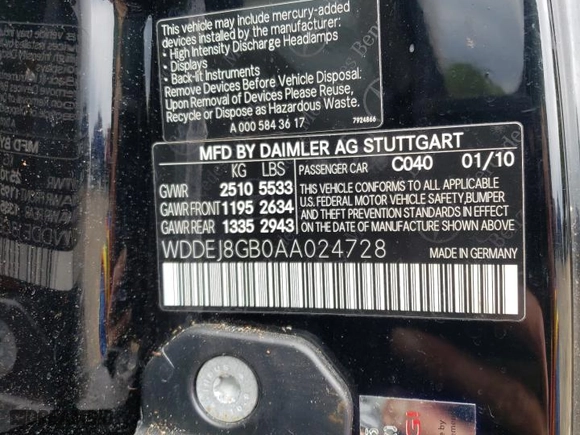 This vehicle may include mercury-added
devices installed by the manufacturer:
- High Intensity Discharge Headlamps
- Displays
- Back-lit Instruments
Remove Devices Before Vehicle Disposal.
Upon Removal of Devices Please Reuse,
Recycle or Dispose as Hazardous Waste.
A 000 584 36 17
7924866
MFD BY DAIMLER AG STUTTGART
KG LBS PASSENGER CAR C040 01/10
GVWR 2510 5533
GAWR FRONT 1195 2634
GAWR REAR 1335 2943
THIS VEHICLE CONFORMS TO ALL APPLICABLE
U.S. FEDERAL MOTOR VEHICLE SAFETY,BUMPER
AND THEFT PREVENTION STANDARDS IN EFFECT
ON THE DATE OF MANUFACTURE SHOWN ABOVE
WDDEJ8GB0AA024728